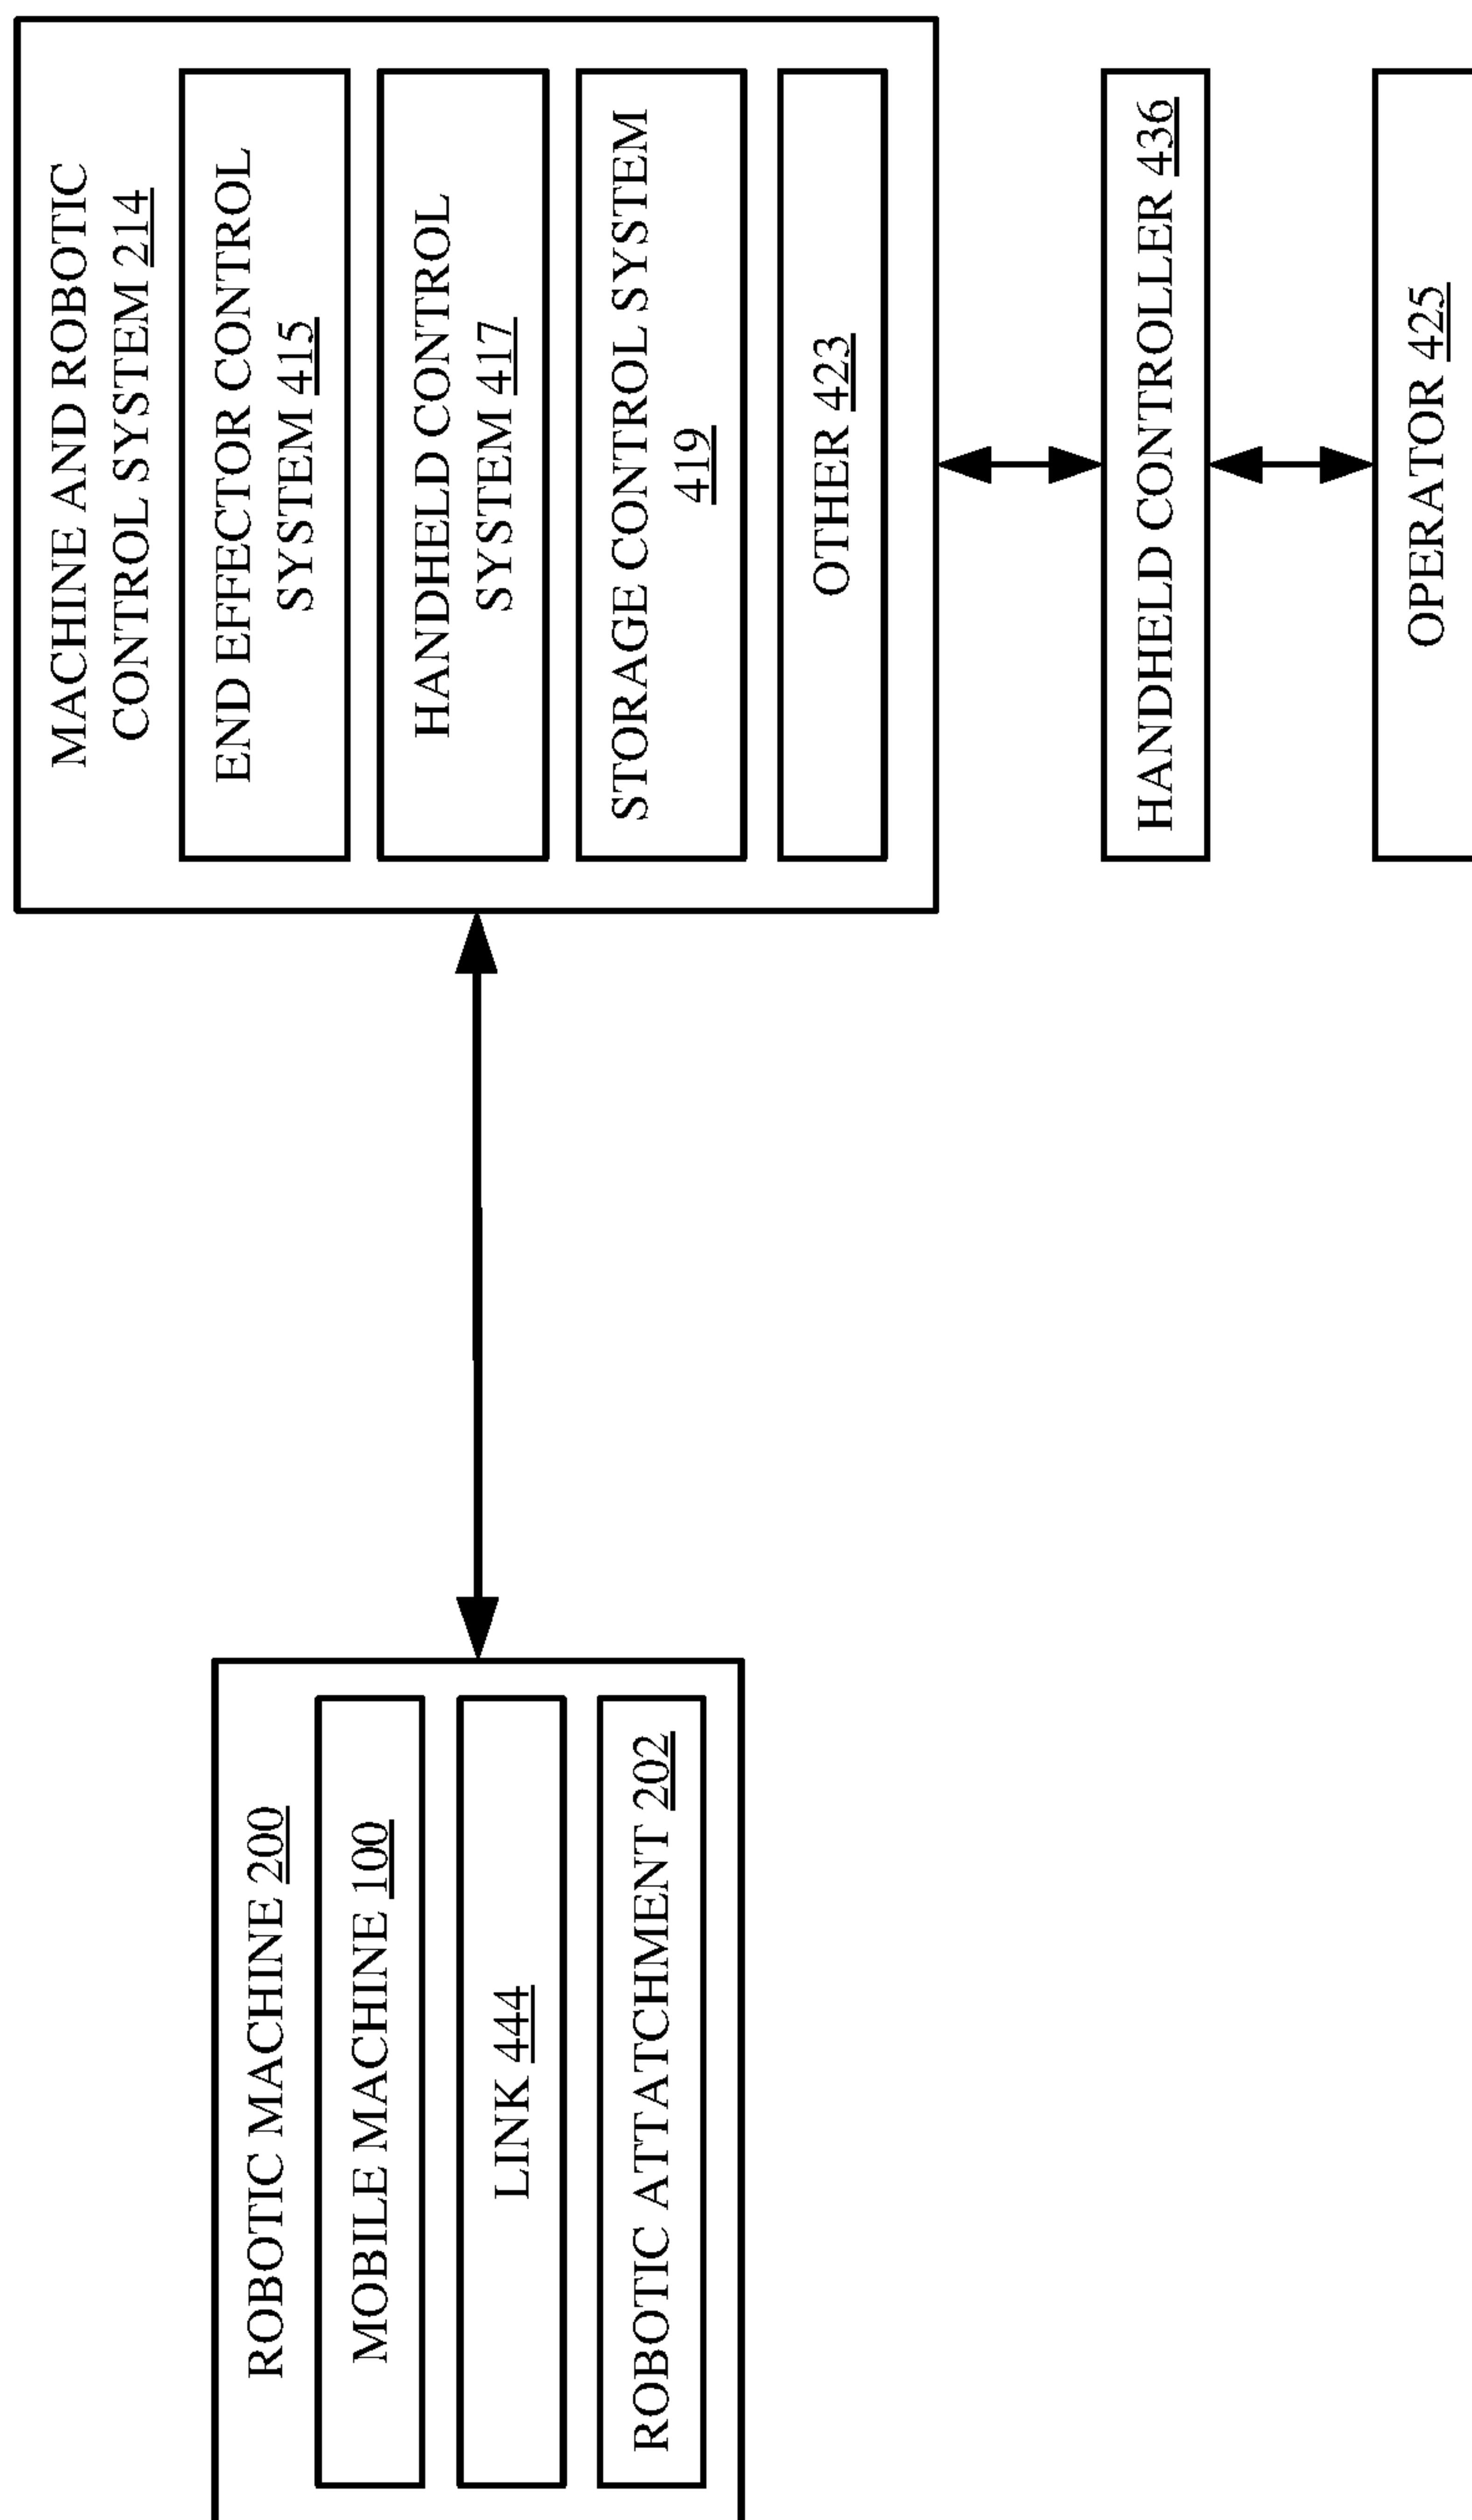 ROBOTIC MACHINE 200
MOBILE MACHINE 100
LINK 444
ROBOTIC ATTATCHMENT 202
MACHINE AND ROBOTIC
CONTROL SYSTEM 214
END EFFECTOR CONTROL
SYSTEM 415
HANDHELD CONTROL
SYSTEM 417
STORAGE CONTROL SYSTEM
419
OTHER 423
HANDHELD CONTROLLER 436
OPERATOR 425